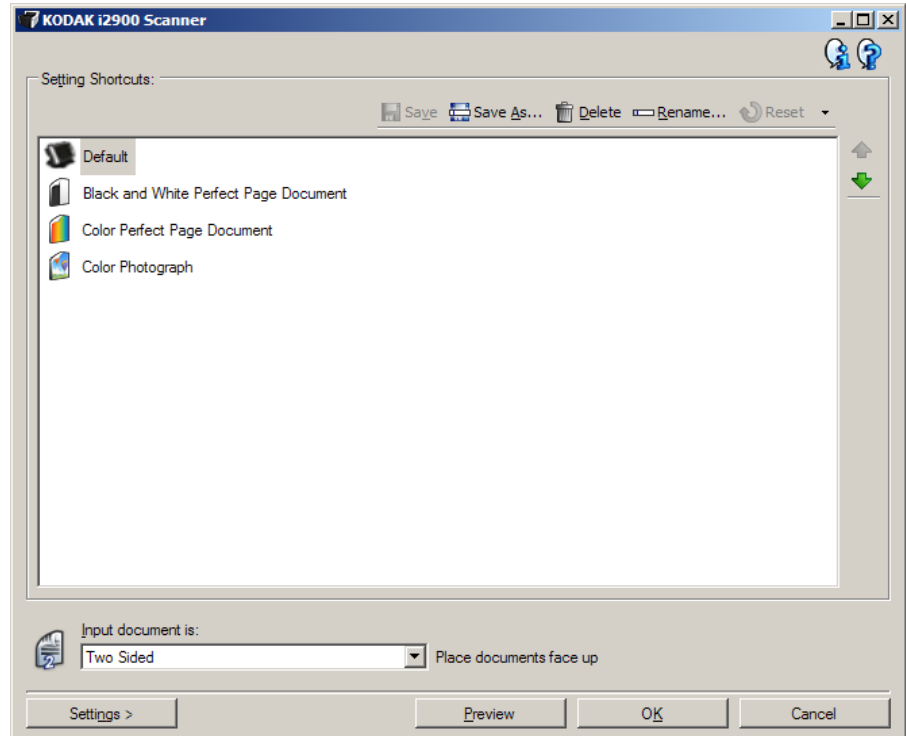 KODAK i2900 Scanner
Setting Shortcuts:
Save Save As... Delete Rename... Reset
Default
Black and White Perfect Page Document
Color Perfect Page Document
Color Photograph
Input document is:
Two Sided Place documents face up
Settings > Preview OK Cancel